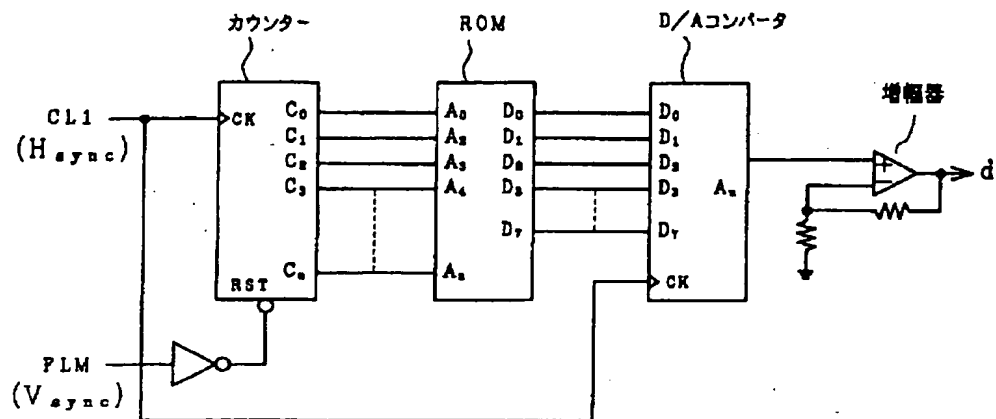 カウンター
ROM
D/Aコンバータ
増幅器
CL1
(Hsync)
CK
C0
C1
C2
C3
Cn
RST
A0
A2
A3
A4
An
D0
D1
D2
D3
D7
D0
D1
D2
D3
D7
An
CK
+
−
d
FLM
(Vsync)